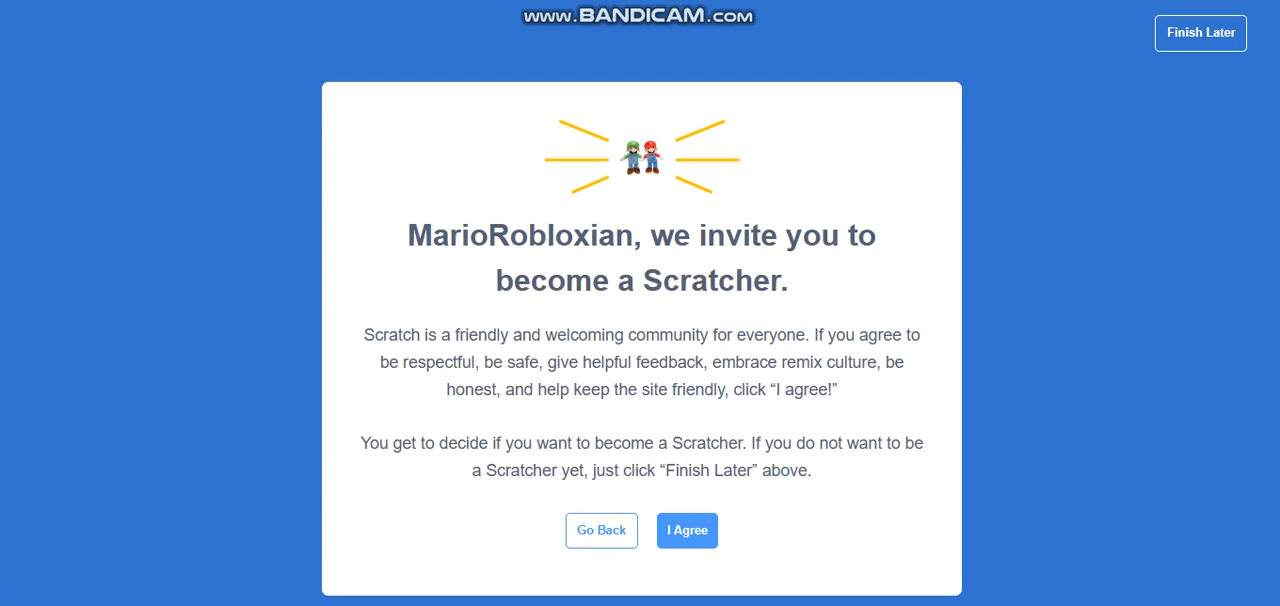 www.BANDICAM.com
Finish Later
MarioRobloxian, we invite you to
become a Scratcher.
Scratch is a friendly and welcoming community for everyone. If you agree to
be respectful, be safe, give helpful feedback, embrace remix culture, be
honest, and help keep the site friendly, click “I agree!”
You get to decide if you want to become a Scratcher. If you do not want to be
a Scratcher yet, just click “Finish Later” above.
Go Back
I Agree